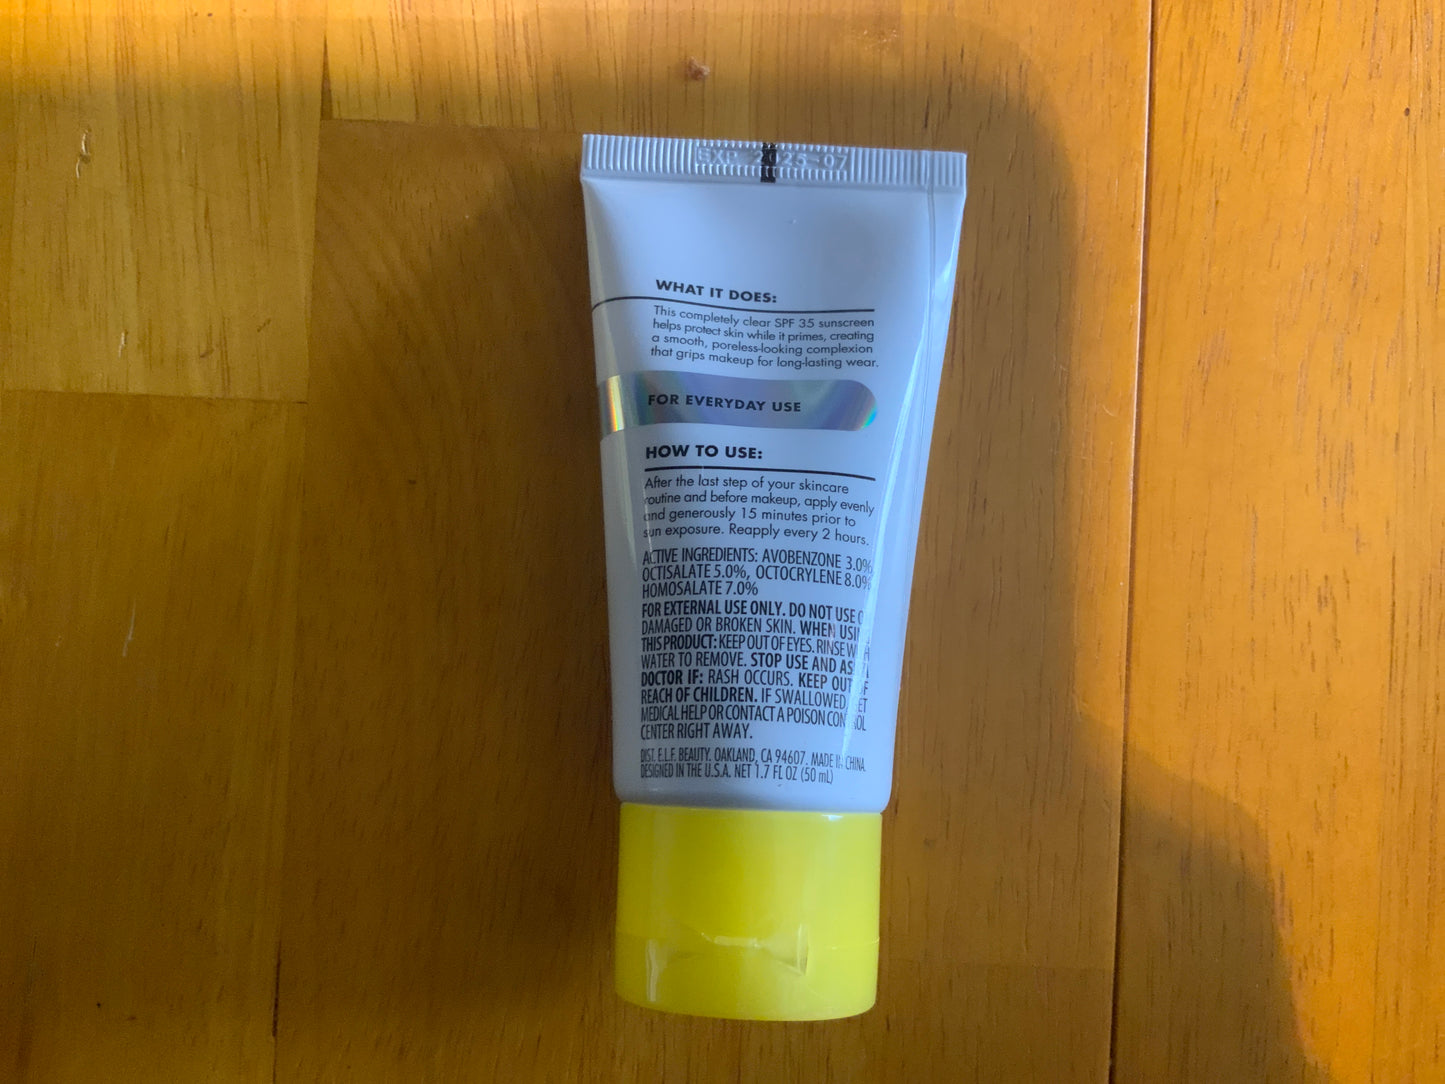 EXP 2025-07
WHAT IT DOES:
This completely clear SPF 35 sunscreen
helps protect skin while it primes, creating
a smooth, poreless-looking complexion
that grips makeup for long-lasting wear.
FOR EVERYDAY USE
HOW TO USE:
After the last step of your skincare
routine and before makeup, apply evenly
and generously 15 minutes prior to
sun exposure. Reapply every 2 hours.
ACTIVE INGREDIENTS: AVOBENZONE 3.0%
OCTISALATE 5.0%, OCTOCRYLENE 8.0%
HOMOSALATE 7.0%
FOR EXTERNAL USE ONLY. DO NOT USE
DAMAGED OR BROKEN SKIN. WHEN USING
THIS PRODUCT: KEEP OUT OF EYES. RINSE WITH
WATER TO REMOVE. STOP USE AND ASK A
DOCTOR IF: RASH OCCURS. KEEP OUT OF
REACH OF CHILDREN. IF SWALLOWED GET
MEDICAL HELP OR CONTACT A POISON CONTROL
CENTER RIGHT AWAY.
DIST. E.L.F. BEAUTY. OAKLAND, CA 94607. MADE IN CHINA.
DESIGNED IN THE U.S.A. NET 1.7 FL OZ (50 mL)